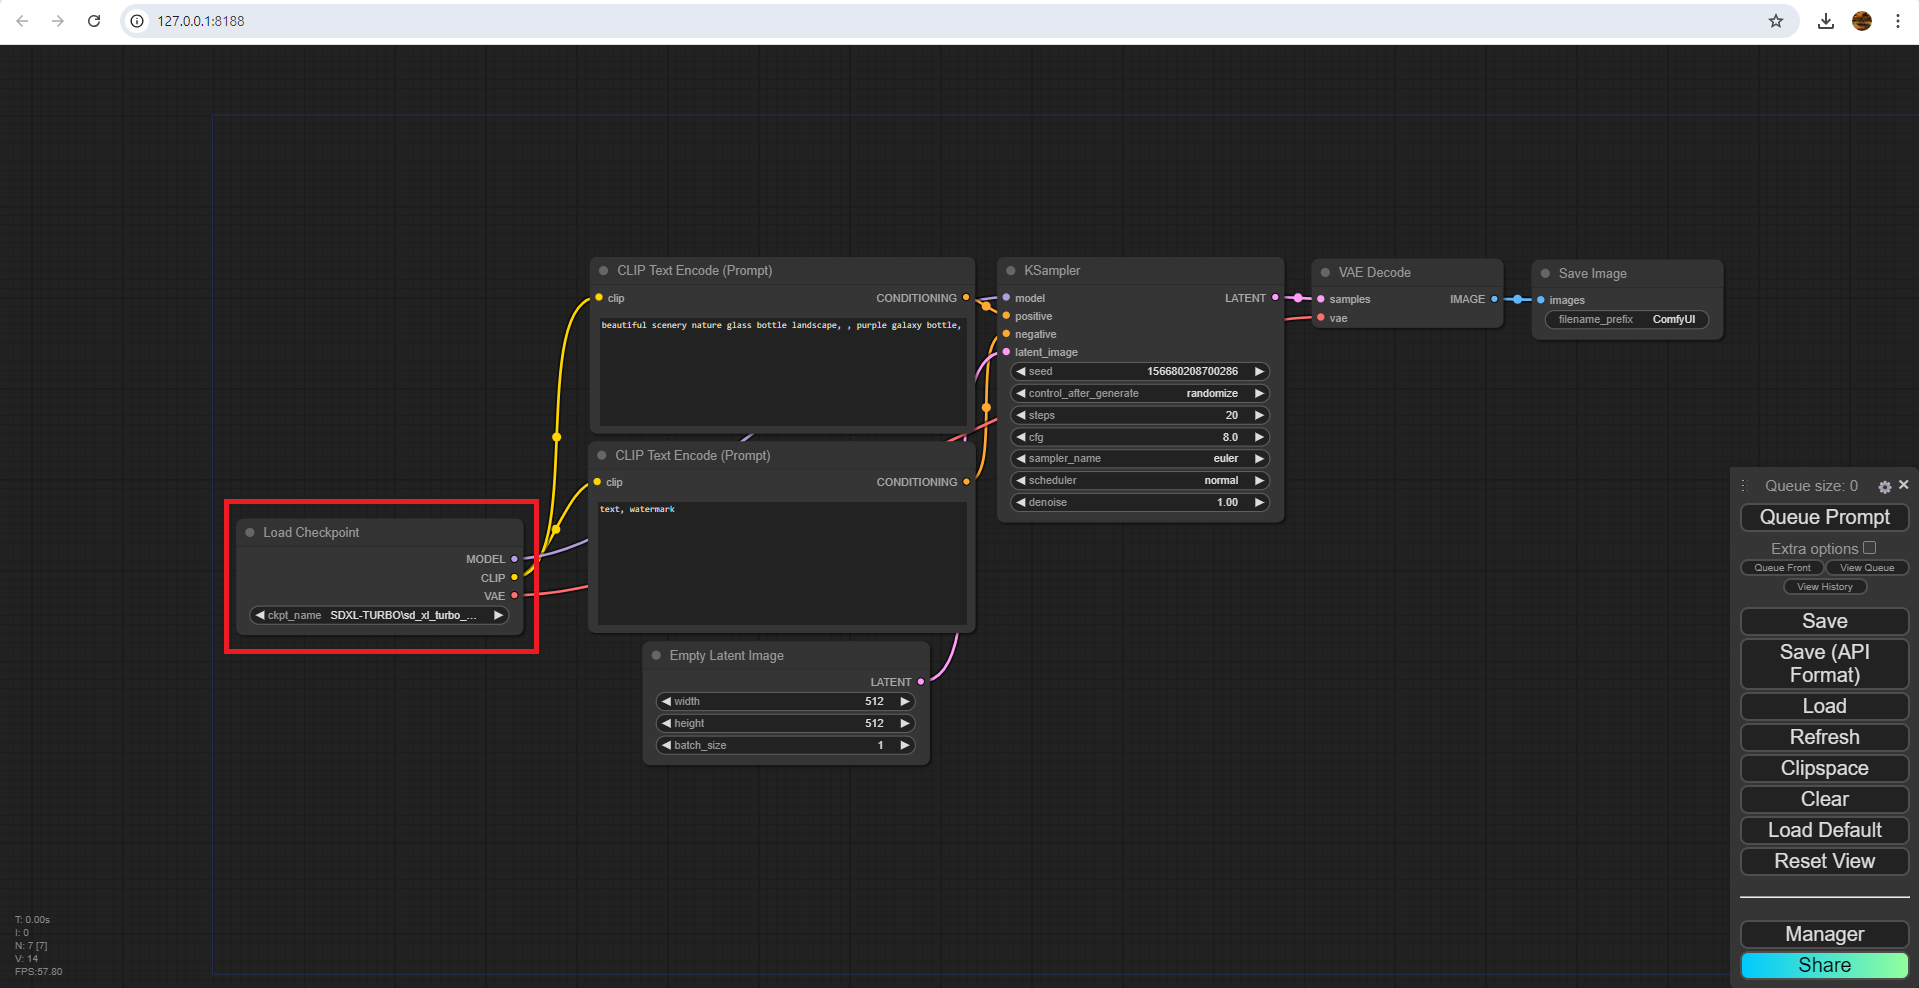 127.0.0.1:8188
CLIP Text Encode (Prompt)
clip
CONDITIONING
beautiful scenery nature glass bottle landscape, , purple galaxy bottle,
CLIP Text Encode (Prompt)
clip
CONDITIONING
text, watermark
Load Checkpoint
MODEL
CLIP
VAE
ckpt_name SDXL-TURBO\sd_xl_turbo_...
Empty Latent Image
LATENT
width 512
height 512
batch_size 1
KSampler
model
LATENT
positive
negative
latent_image
seed 156680208700286
control_after_generate randomize
steps 20
cfg 8.0
sampler_name euler
scheduler normal
denoise 1.00
VAE Decode
samples
IMAGE
vae
Save Image
images
filename_prefix ComfyUI
Queue size: 0
Queue Prompt
Extra options
Queue Front
View Queue
View History
Save
Save (API
Format)
Load
Refresh
Clipspace
Clear
Load Default
Reset View
Manager
Share
T: 0.00s
I: 0
N: 7 [7]
V: 14
FPS:57.80